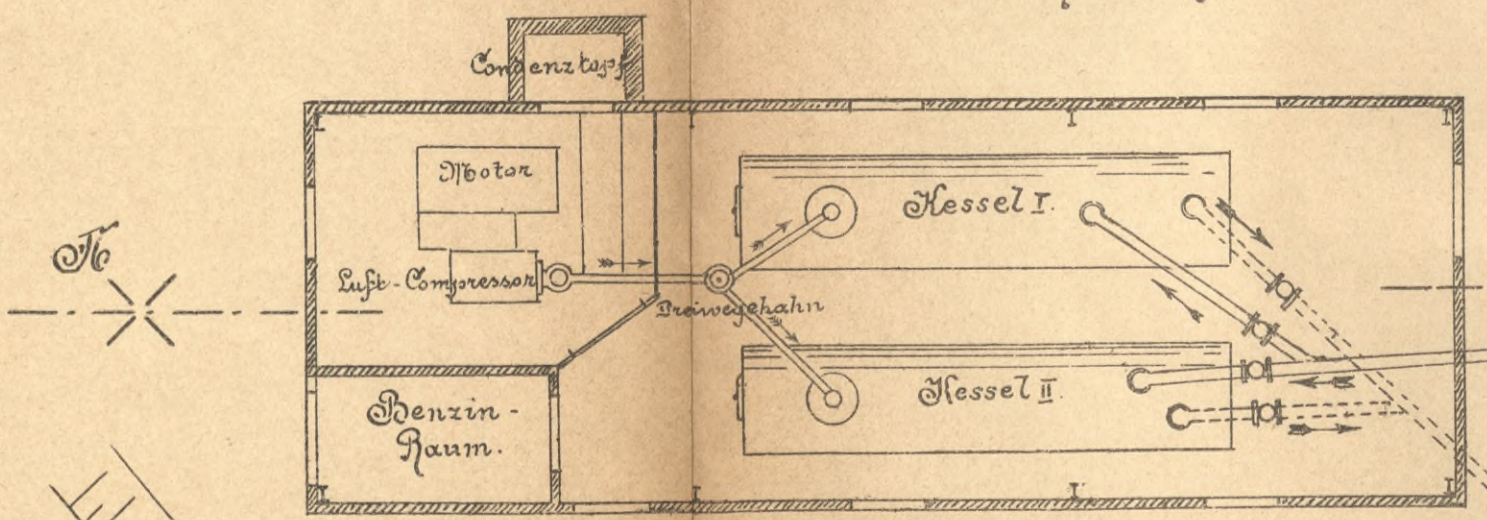 Condenztopf
Motor
Kessel I.
N
Luft-Compressor
Dreiwegehahn
Kessel II.
Benzin-
Raum.